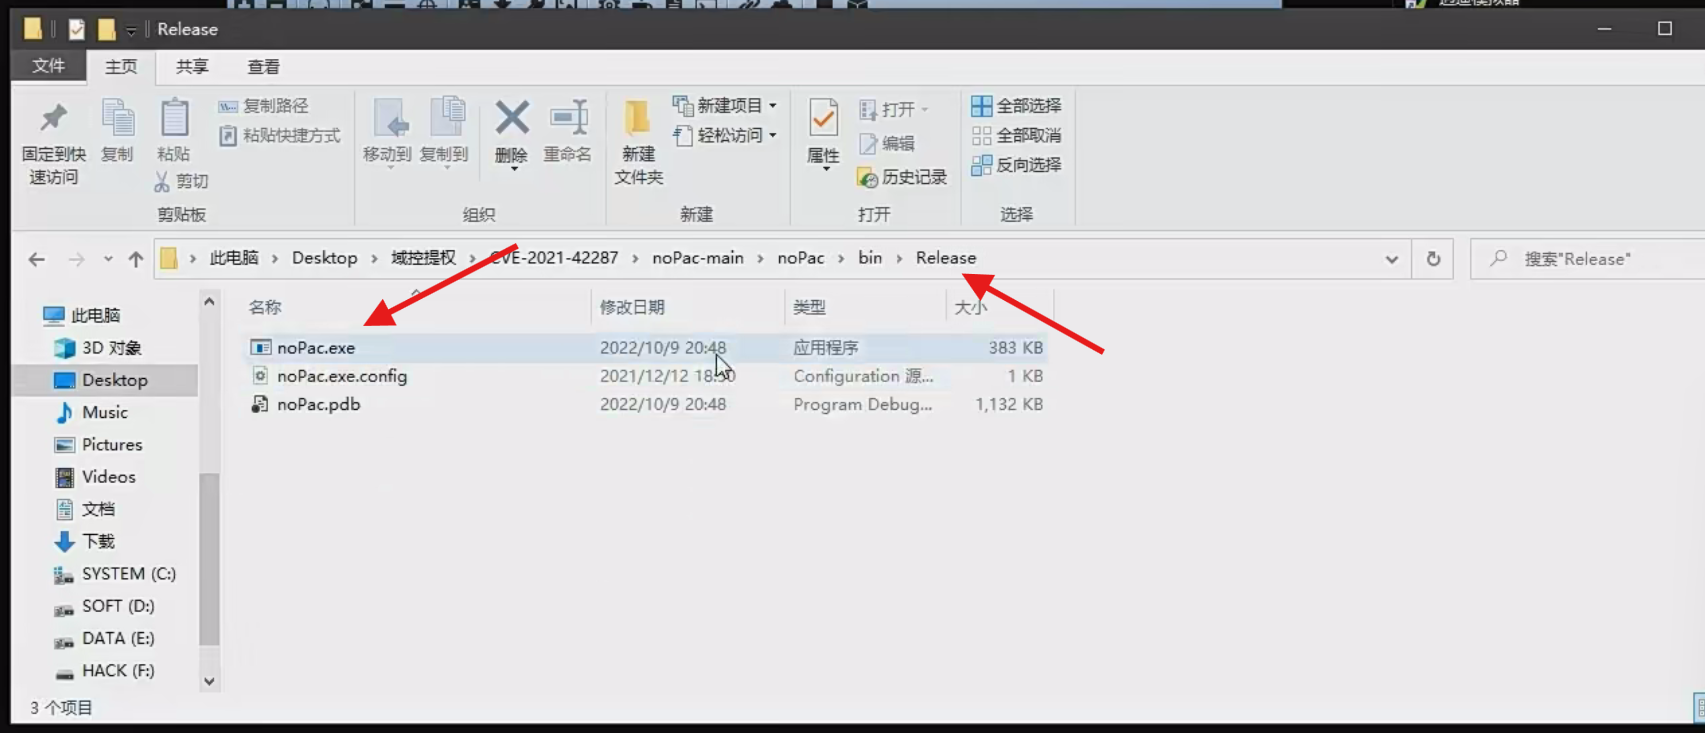 Release
文件 主页 共享 查看
固定到快
速访问
复制
粘贴
复制路径
粘贴快捷方式
剪切
剪贴板
移动到 复制到 删除 重命名
组织
新建
文件夹
新建项目
轻松访问
新建
属性
打开
编辑
历史记录
打开
全部选择
全部取消
反向选择
选择
此电脑 > Desktop > 域控提权 > CVE-2021-42287 > noPac-main > noPac > bin > Release
搜索"Release"
此电脑
3D 对象
Desktop
Music
Pictures
Videos
文档
下载
SYSTEM (C:)
SOFT (D:)
DATA (E:)
HACK (F:)
名称 修改日期 类型 大小
noPac.exe 2022/10/9 20:48 应用程序 383 KB
noPac.exe.config 2021/12/12 Configuration 源... 1 KB
noPac.pdb 2022/10/9 20:48 Program Debug... 1,132 KB
3 个项目